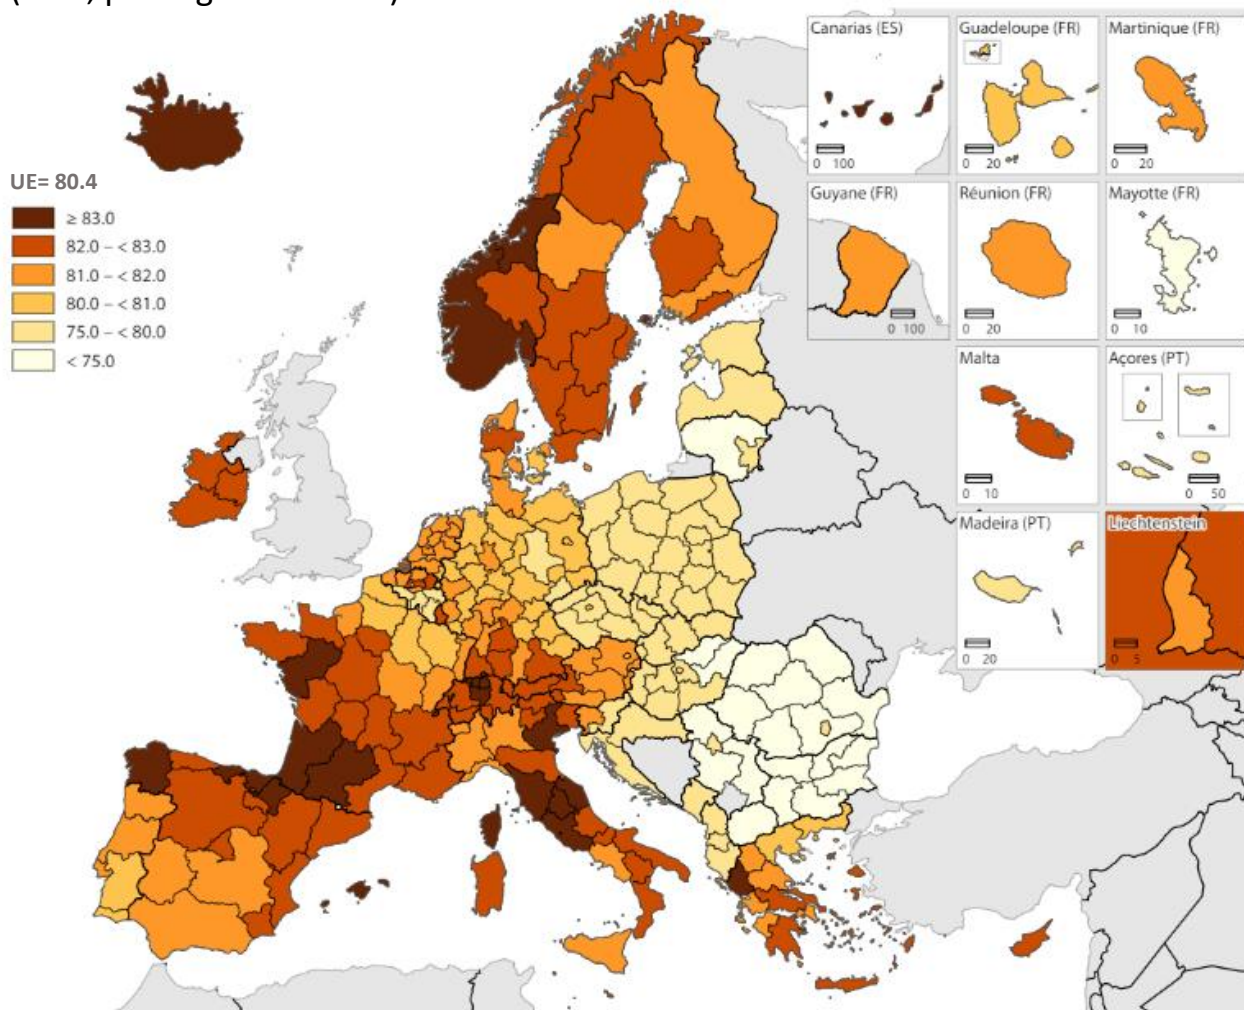 UE= 80.4
≥ 83.0
82.0 – < 83.0
81.0 – < 82.0
80.0 – < 81.0
75.0 – < 80.0
< 75.0
Canarias (ES)
0 100
Guadeloupe (FR)
0 20
Martinique (FR)
0 20
Guyane (FR)
0 100
Réunion (FR)
0 20
Mayotte (FR)
0 10
Malta
0 10
Açores (PT)
0 50
Madeira (PT)
0 20
Liechtenstein
0 5